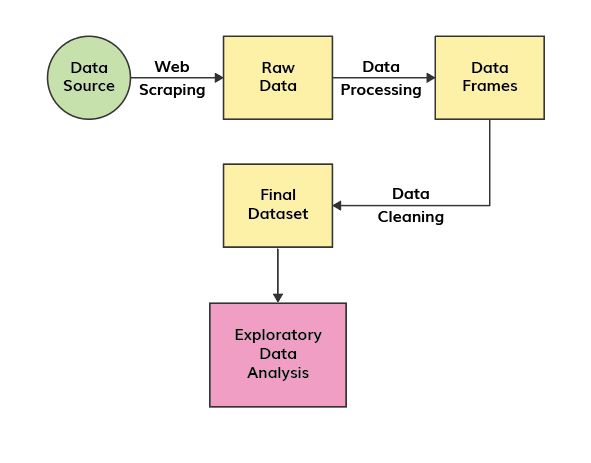 Data
Source
Web
Scraping
Raw
Data
Data
Processing
Data
Frames
Final
Dataset
Data
Cleaning
Exploratory
Data
Analysis